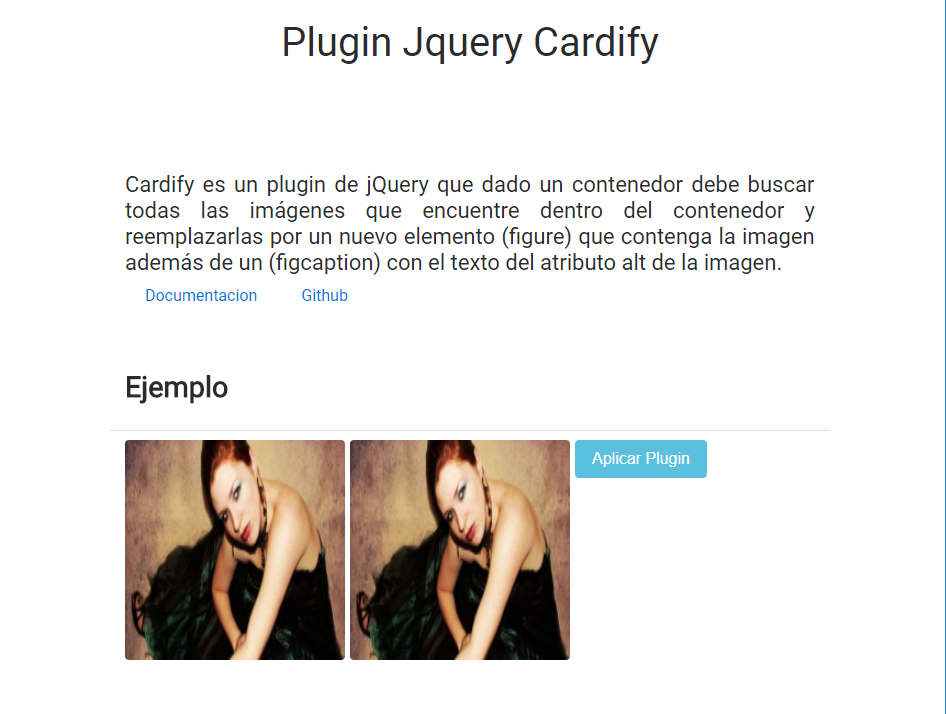 Plugin Jquery Cardify
Cardify es un plugin de jQuery que dado un contenedor debe buscar
todas las imágenes que encuentre dentro del contenedor y
reemplazarlas por un nuevo elemento (figure) que contenga la imagen
además de un (figcaption) con el texto del atributo alt de la imagen.
Documentacion Github
Ejemplo
Aplicar Plugin